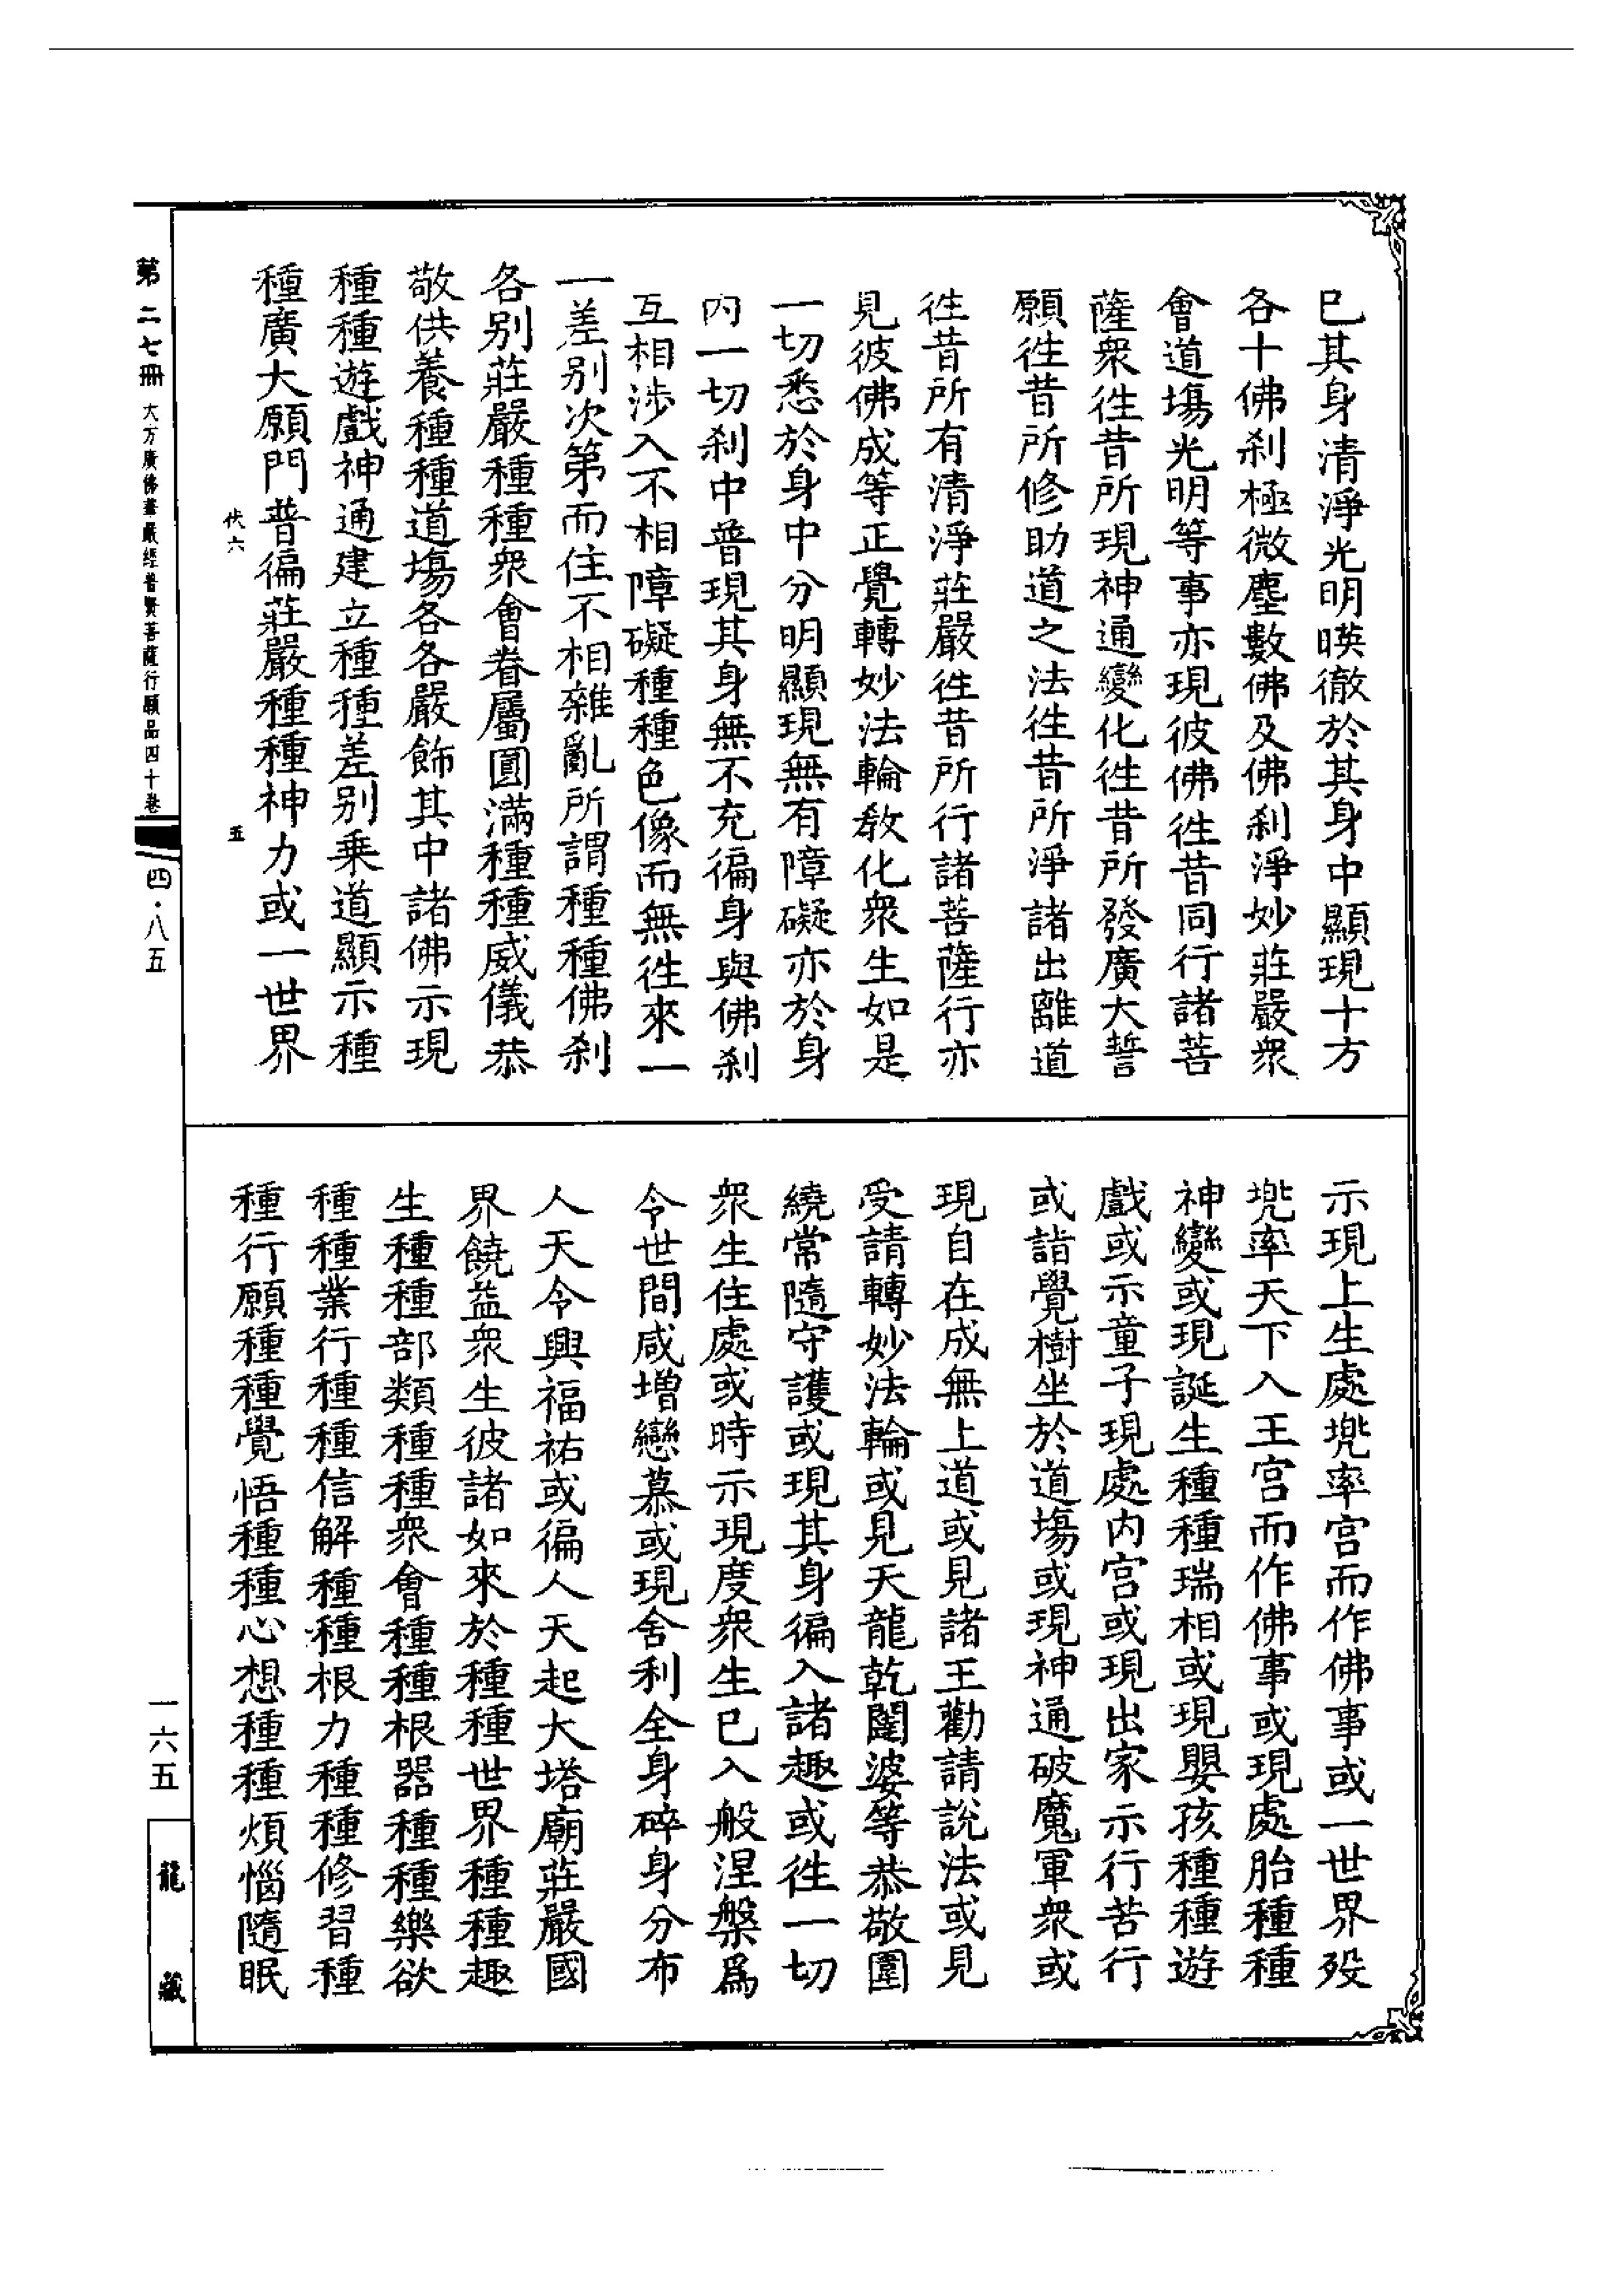 已其身清淨光明暎徹於其身中顯現十方
各十佛刹極微塵數佛及佛刹淨妙莊嚴衆
會道塲光明等事亦現彼佛徃昔同行諸菩
薩衆徃昔所現神通變化徃昔所發廣大誓
願徃昔所修助道之法徃昔所淨諸出離道
徃昔所有清淨莊嚴徃昔所行諸菩薩行亦
見彼佛成等正覺轉妙法輪教化衆生如是
一切悉於身中分明顯現無有障礙亦於身
内一切刹中普現其身無不充徧身與佛刹
互相涉入不相障礙種種色像而無徃來一
一差别次第而住不相雜亂所謂種種佛刹
各别莊嚴種種衆會眷屬圓滿種種威儀恭
敬供養種種道塲各各嚴飾其中諸佛示現
種種遊戲神通建立種種差别乘道顯示種
種廣大願門普徧莊嚴種種神力或一世界
伏六
五
示現上生處兠率宫而作佛事或一世界殁
兠率天下入王宫而作佛事或現處胎種種
神變或現誕生種種瑞相或現嬰孩種種遊
戲或示童子現處内宫或現出家示行苦行
或詣覺樹坐於道塲或現神通破魔軍衆或
現自在成無上道或見諸王勸請說法或見
受請轉妙法輪或見天龍乾闥婆等恭敬圍
繞常隨守護或現其身徧入諸趣或徃一切
衆生住處或時示現度衆生已入般涅槃爲
令世間咸增戀慕或現舍利全身碎身分布
人天令興福祐或徧人天起大塔廟莊嚴國
界饒益衆生彼諸如來於種種世界種種趣
生種種部類種種衆會種種根器種種樂欲
種種業行種種信解種種根力種種修習種
種行願種種覺悟種種心想種種煩惱隨眠
第二七冊 大方廣佛華嚴經普賢菩薩行願品四十卷
四·八五
一六五
龍藏